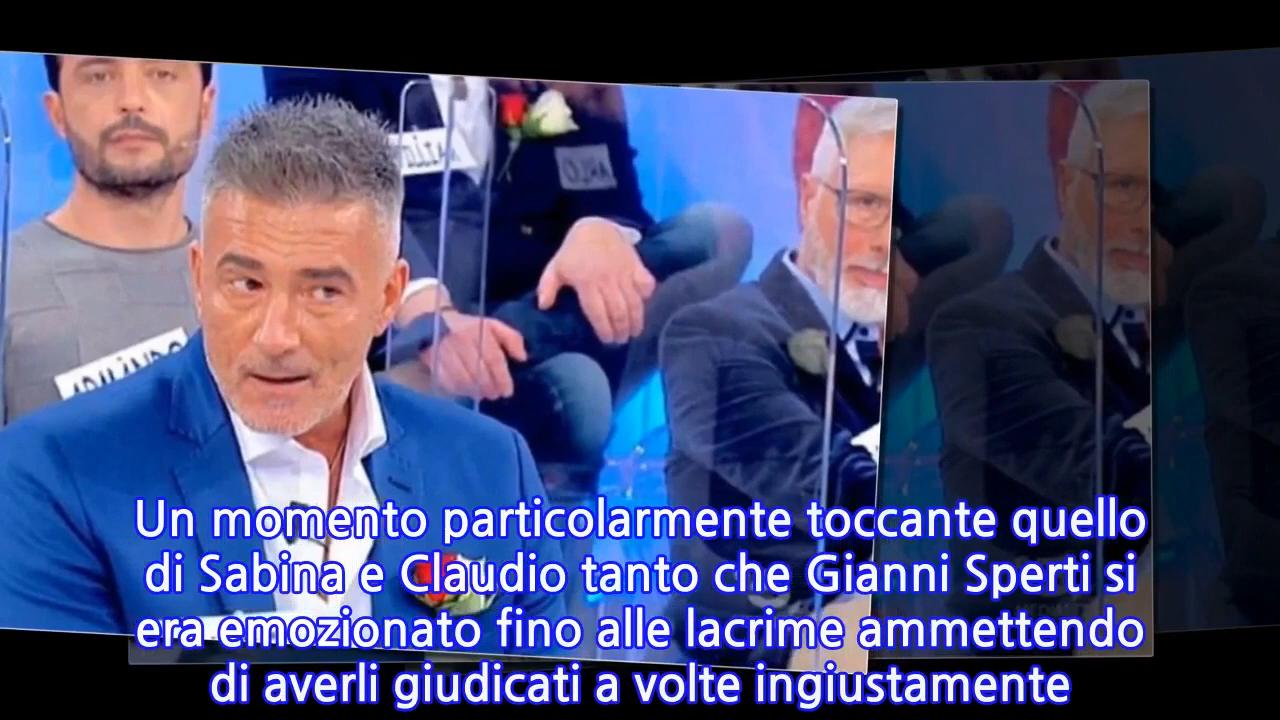 Un momento particolarmente toccante quello
di Sabina e Claudio tanto che Gianni Sperti si
era emozionato fino alle lacrime ammettendo
di averli giudicati a volte ingiustamente